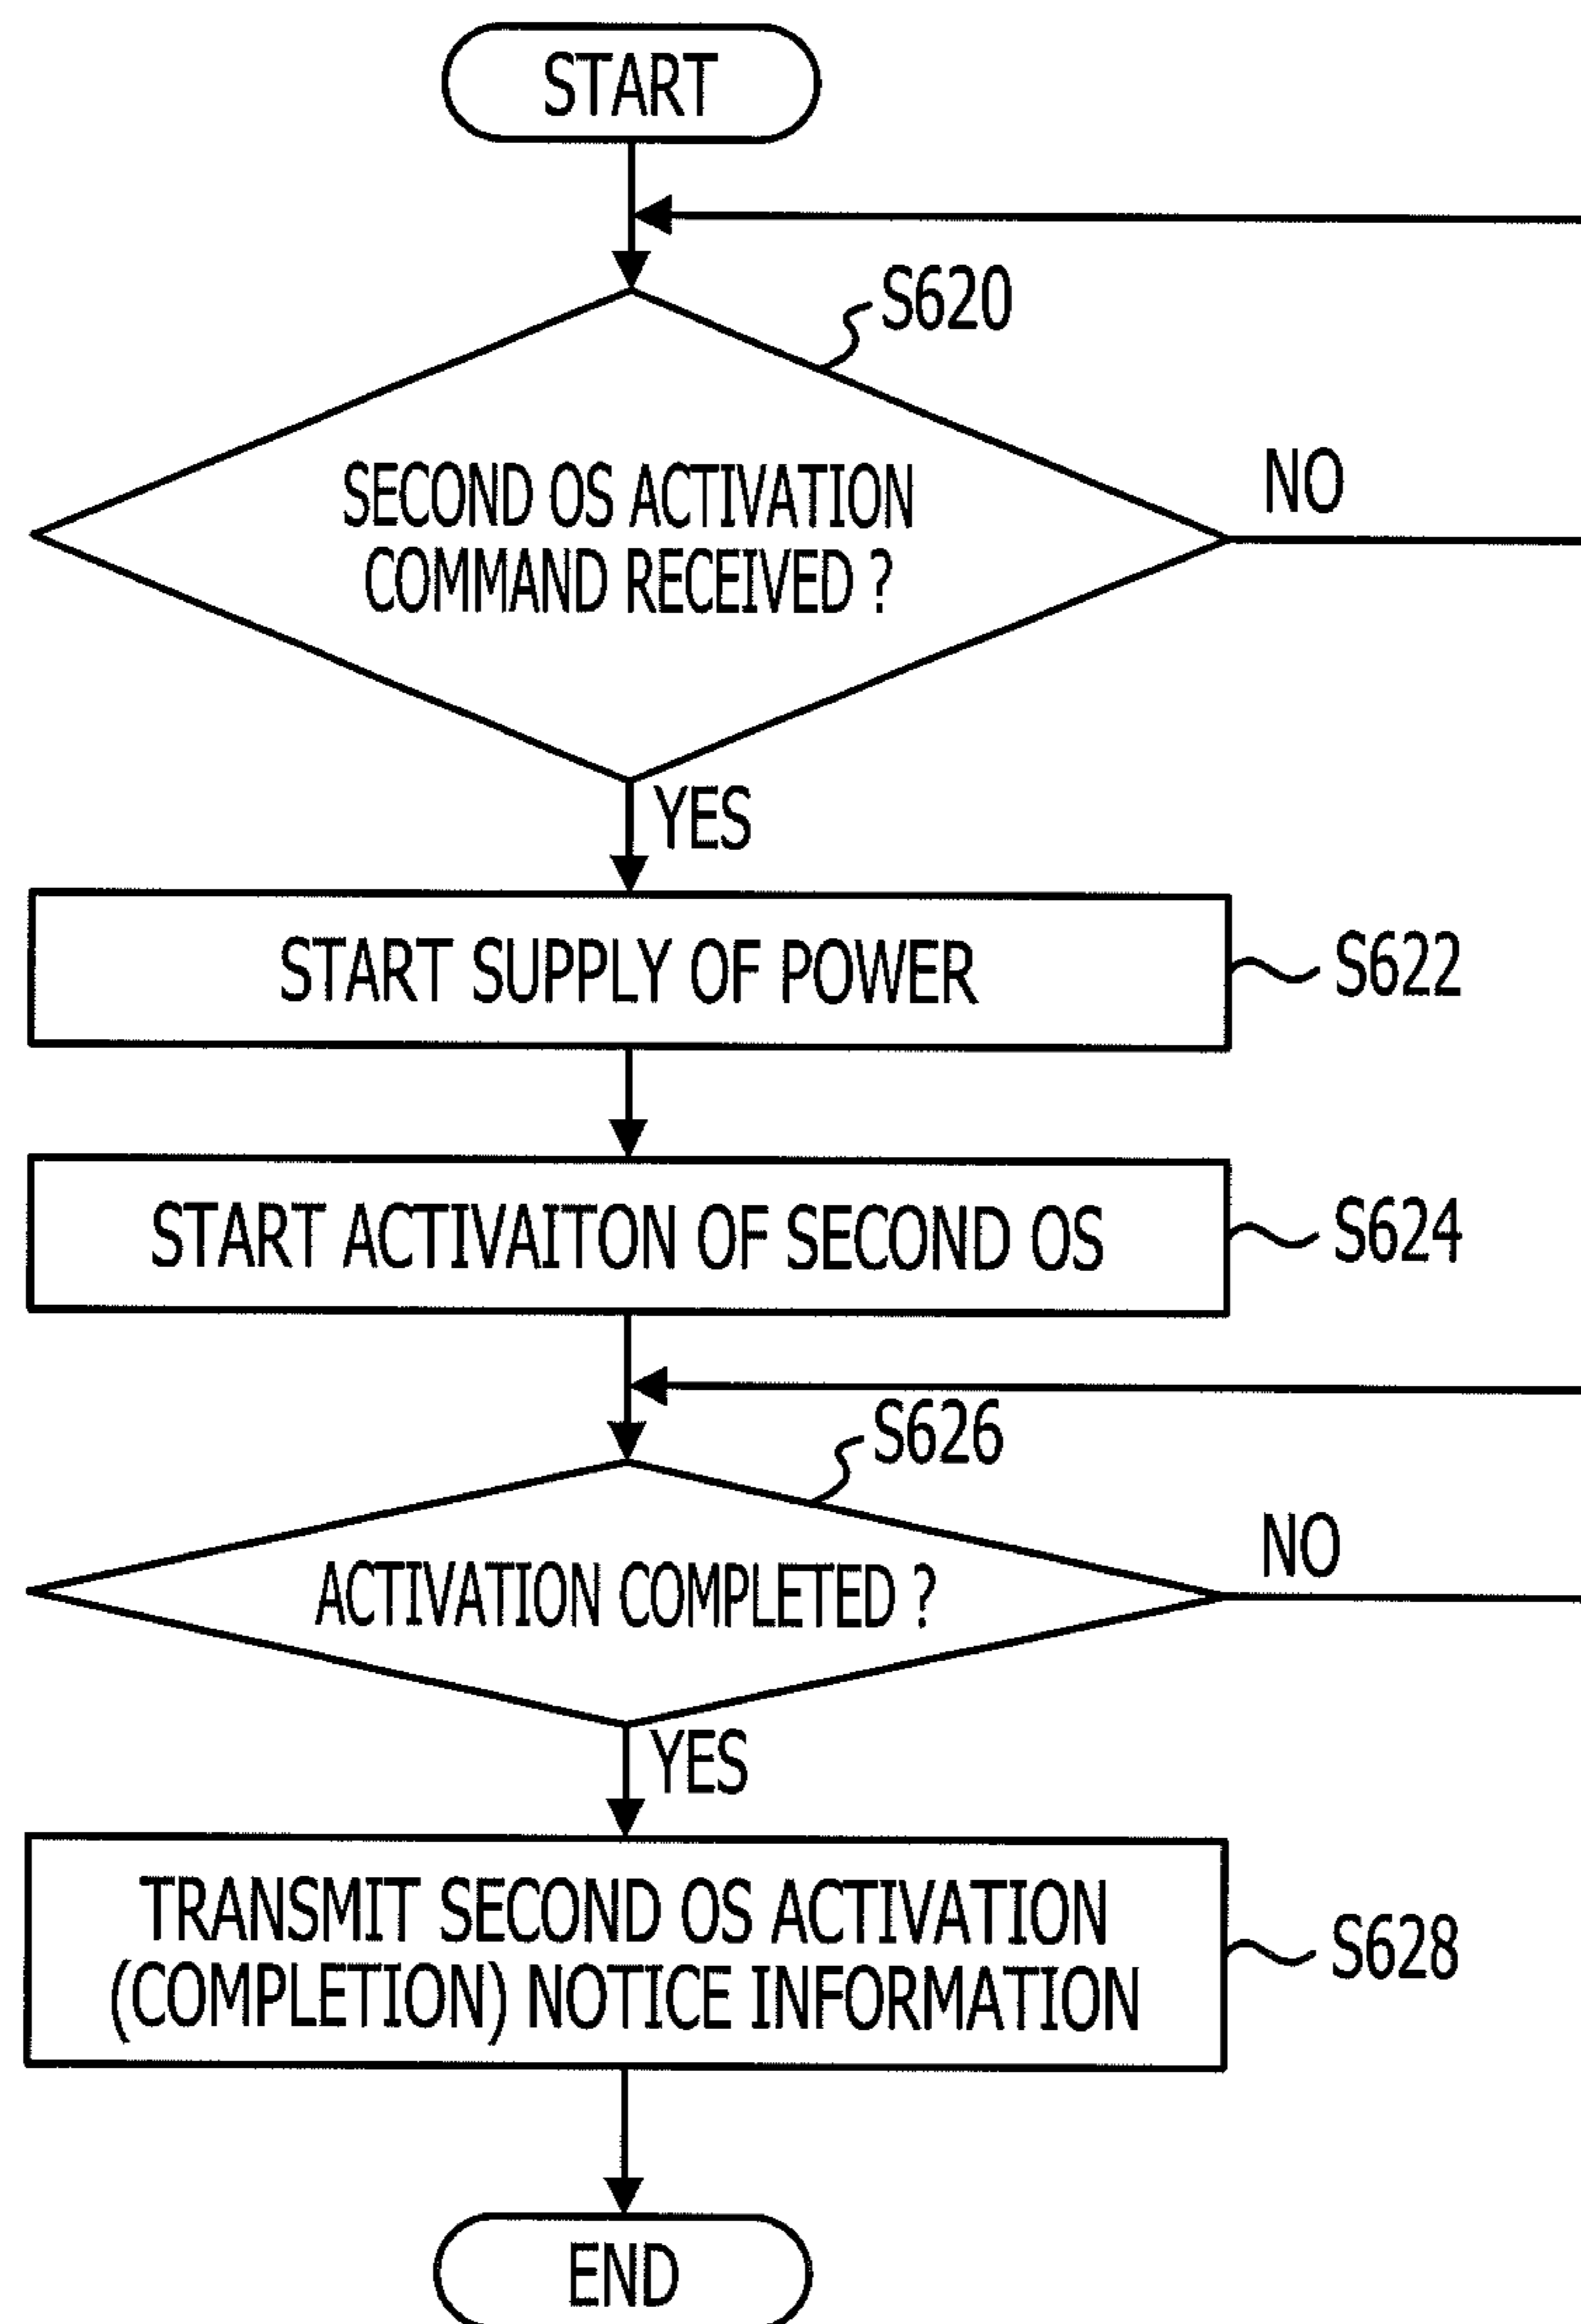 START
S620
SECOND OS ACTIVATION
COMMAND RECEIVED ?
NO
YES
START SUPPLY OF POWER
S622
START ACTIVAITON OF SECOND OS
S624
S626
ACTIVATION COMPLETED ?
NO
YES
TRANSMIT SECOND OS ACTIVATION
(COMPLETION) NOTICE INFORMATION
S628
END